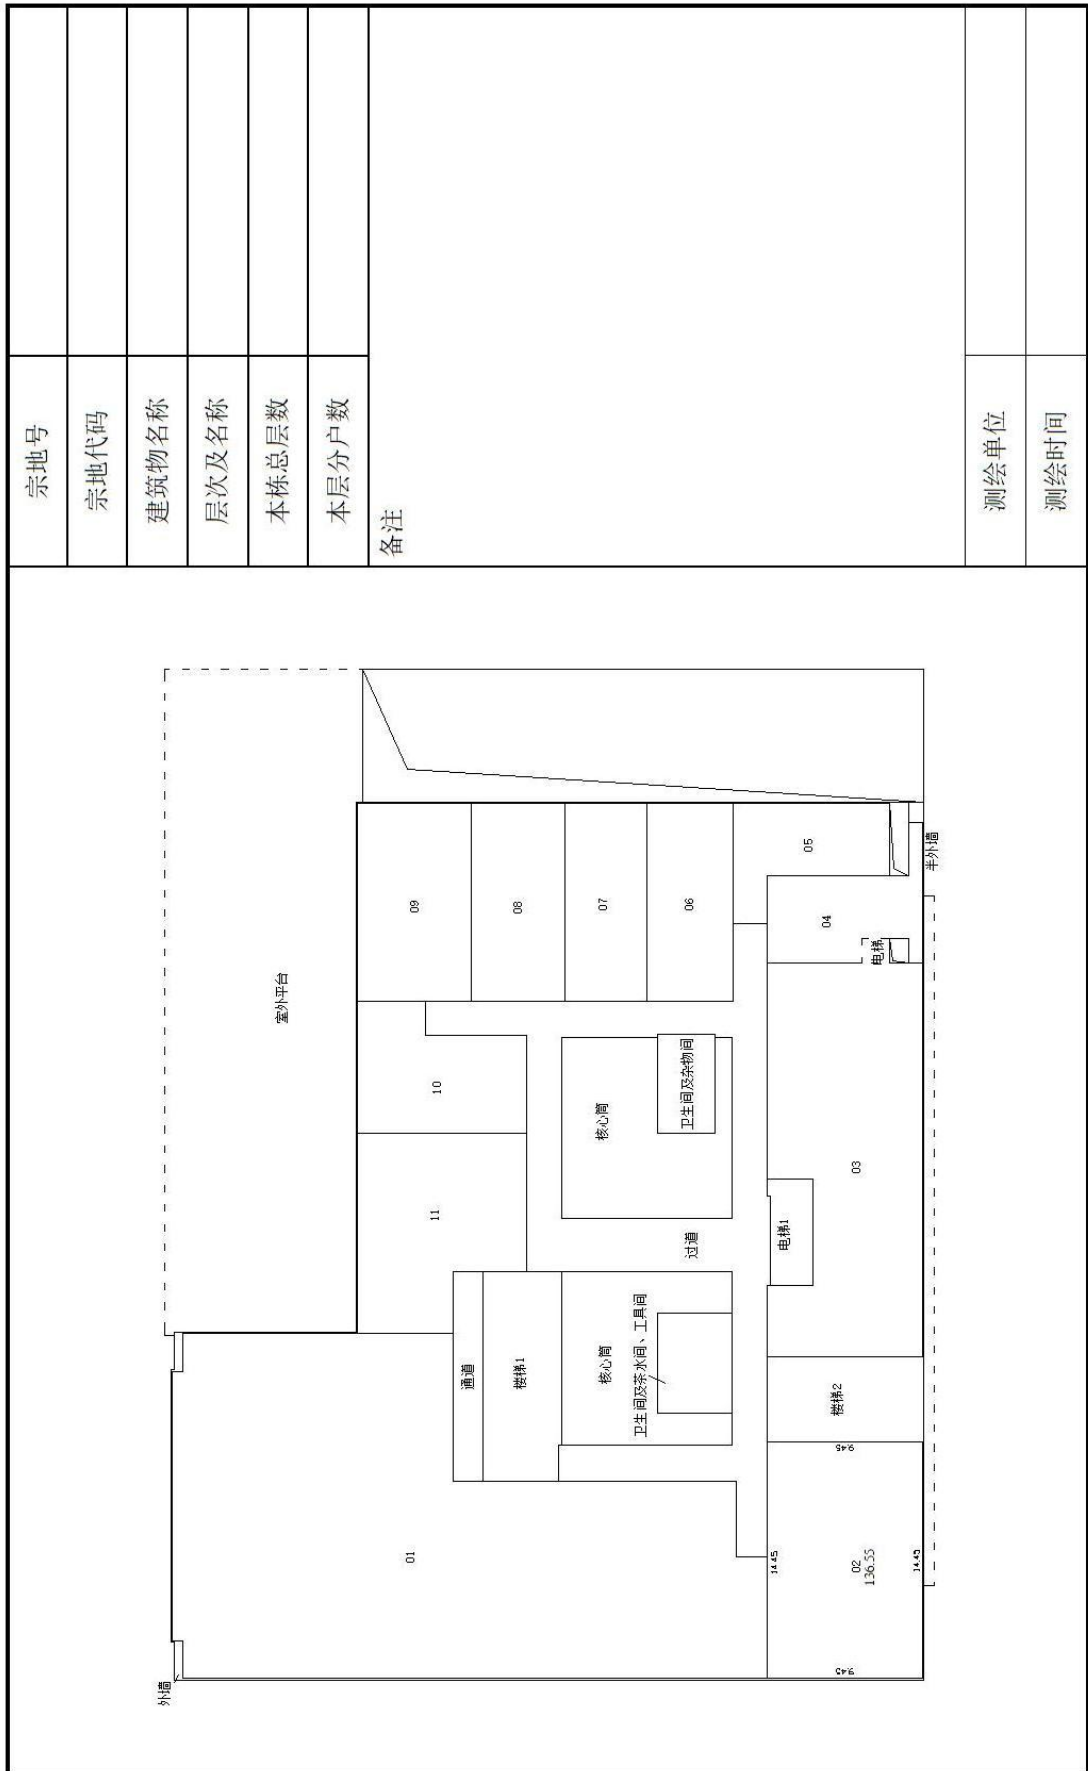 宗地号
宗地代码
建筑物名称
层次及名称
本栋总层数
本层分户数
备注
测绘单位
测绘时间
室外平台
外墙
半外墙
09
08
07
06
05
04
电梯
10
11
核心筒
卫生间及杂物间
过道
03
电梯1
通道
楼梯1
核心筒
卫生间及茶水间、工具间
楼梯2
01
02
136.55
14.45
14.45
9.45
9.45